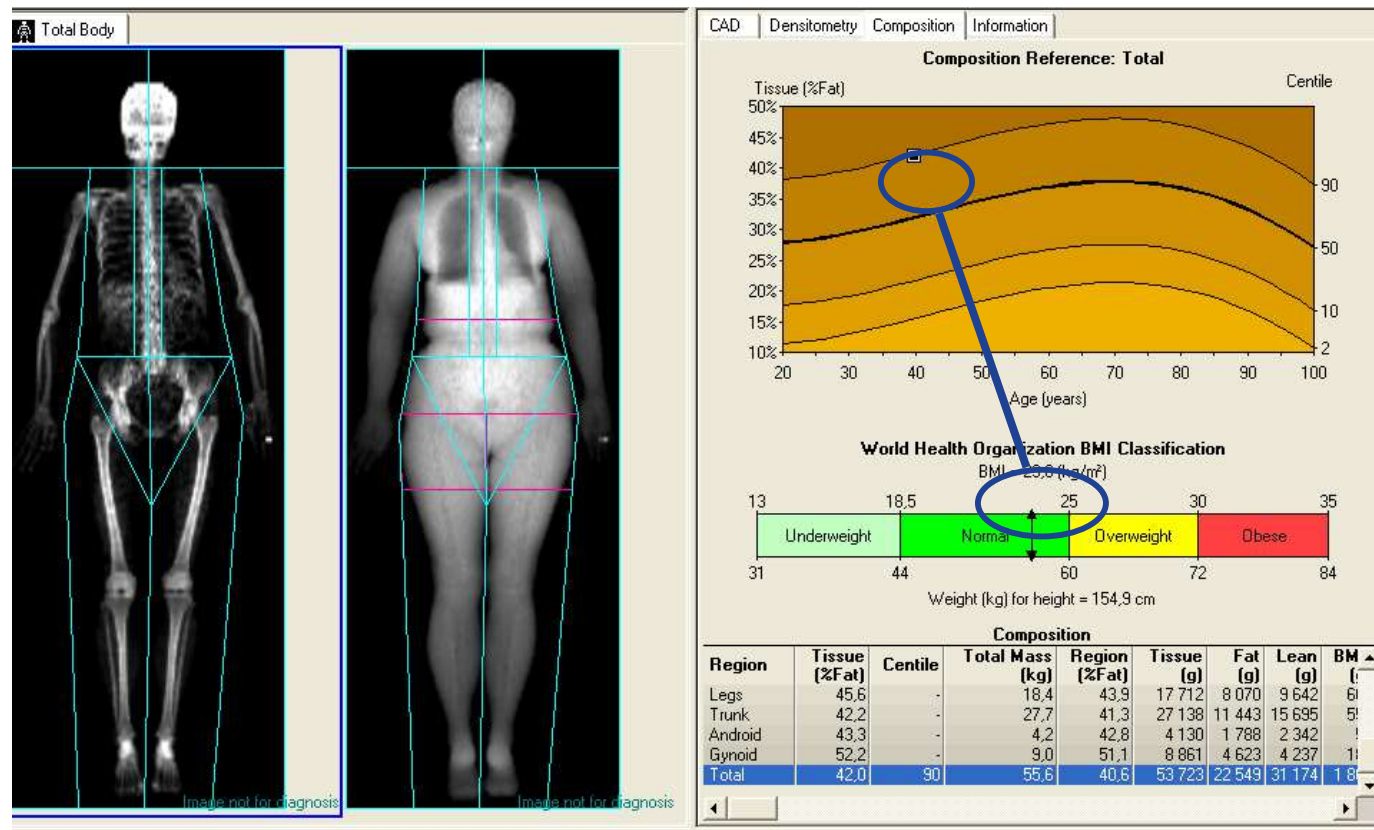 Total Body
Image not for diagnosis
Image not for diagnosis
CAD Densitometry Composition Information
Composition Reference: Total
Tissue (%Fat) Centile
50%
45%
40%
35%
30%
25%
20%
15%
10%
90
50
10
2
20 30 40 50 60 70 80 90 100
Age (years)
World Health Organization BMI Classification
(kg/m²)
13 18,5 25 30 35
Underweight Normal Overweight Obese
31 44 60 72 84
Weight (kg) for height = 154,9 cm
Composition
Region Tissue (%Fat) Centile Total Mass (kg) Region (%Fat) Tissue (g) Fat (g) Lean (g)
Legs 45,6 - 18,4 43,9 17 712 8 070 9 642
Trunk 42,2 - 27,7 41,3 27 138 11 443 15 695
Android 43,3 - 4,2 42,8 4 130 1 788 2 342
Gynoid 52,2 - 9,0 51,1 8 861 4 623 4 237
Total 42,0 90 55,6 40,6 53 723 22 549 31 174